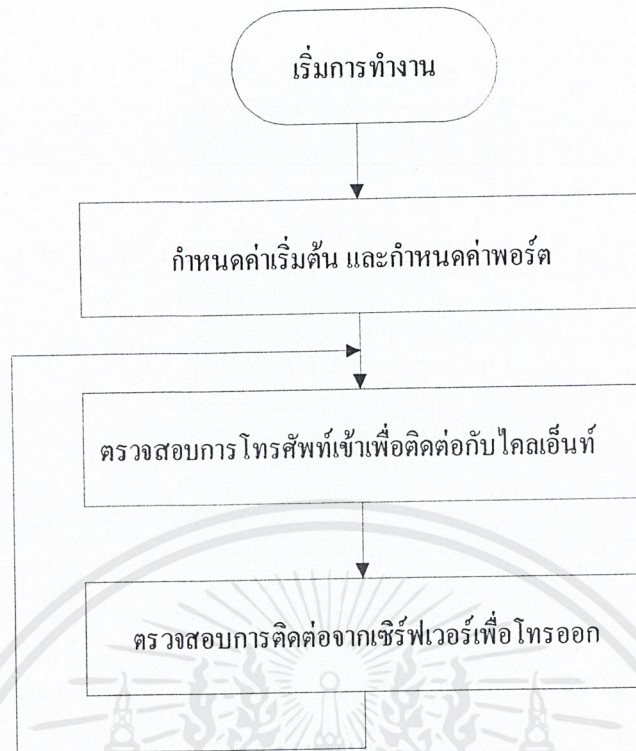 เริ่มการทำงาน
กำหนดค่าเริ่มต้น และกำหนดค่าพอร์ต
ตรวจสอบการโทรศัพท์เข้าเพื่อติดต่อกับไคลเอ็นท์
ตรวจสอบการติดต่อจากเซิร์ฟเวอร์เพื่อโทรออก